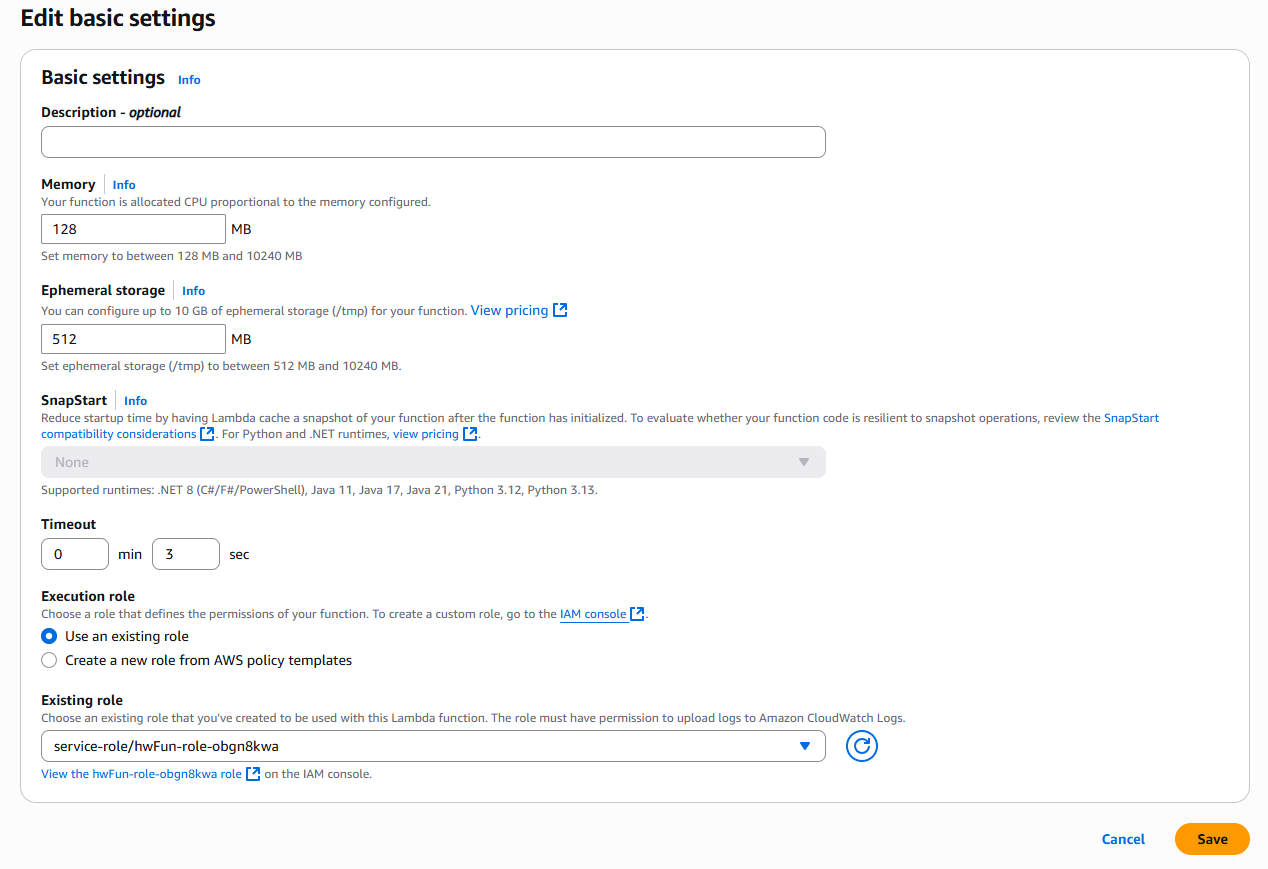 Edit basic settings
Basic settings Info
Description - optional
Memory Info
Your function is allocated CPU proportional to the memory configured.
128 MB
Set memory to between 128 MB and 10240 MB
Ephemeral storage Info
You can configure up to 10 GB of ephemeral storage (/tmp) for your function. View pricing
512 MB
Set ephemeral storage (/tmp) to between 512 MB and 10240 MB.
SnapStart Info
Reduce startup time by having Lambda cache a snapshot of your function after the function has initialized. To evaluate whether your function code is resilient to snapshot operations, review the SnapStart
compatibility considerations . For Python and .NET runtimes, view pricing .
None
Supported runtimes: .NET 8 (C#/F#/PowerShell), Java 11, Java 17, Java 21, Python 3.12, Python 3.13.
Timeout
0 min 3 sec
Execution role
Choose a role that defines the permissions of your function. To create a custom role, go to the IAM console .
Use an existing role
Create a new role from AWS policy templates
Existing role
Choose an existing role that you've created to be used with this Lambda function. The role must have permission to upload logs to Amazon CloudWatch Logs.
service-role/hwFun-role-obgn8kwa
View the hwFun-role-obgn8kwa role on the IAM console.
Cancel Save